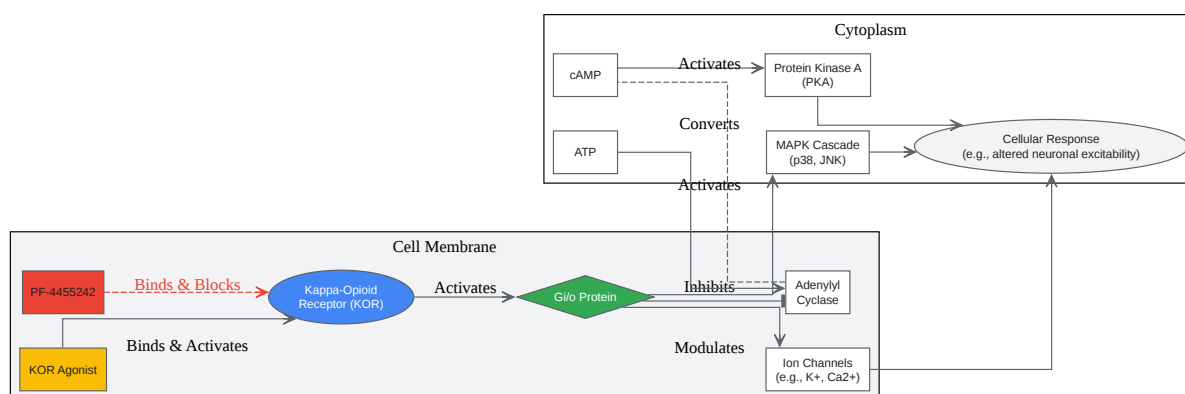 Cytoplasm
cAMP
Activates
Protein Kinase A
(PKA)
Converts
ATP
MAPK Cascade
(p38, JNK)
Cellular Response
(e.g., altered neuronal excitability)
Activates
Cell Membrane
PF-4455242
Binds & Blocks
Kappa-Opioid
Receptor (KOR)
Activates
Gi/o Protein
Inhibits
Adenylyl
Cyclase
Binds & Activates
Modulates
KOR Agonist
Ion Channels
(e.g., K+, Ca2+)